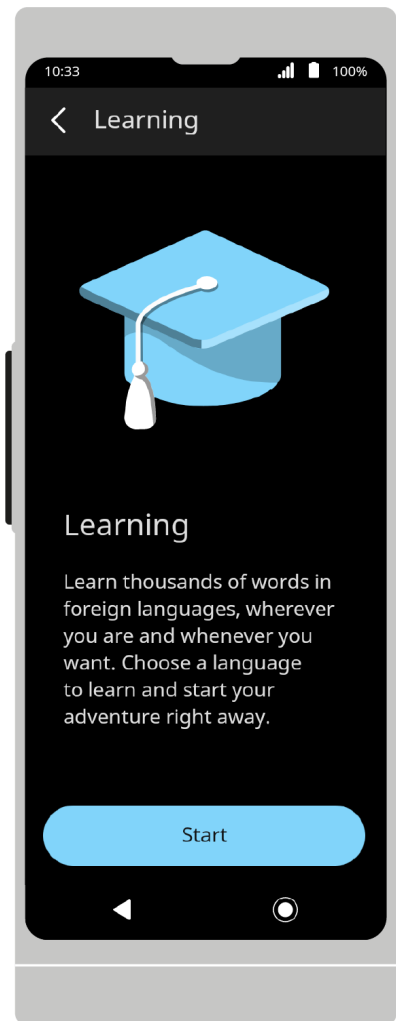 10:33
100%
Learning
Learning
Learn thousands of words in
foreign languages, wherever
you are and whenever you
want. Choose a language
to learn and start your
adventure right away.
Start